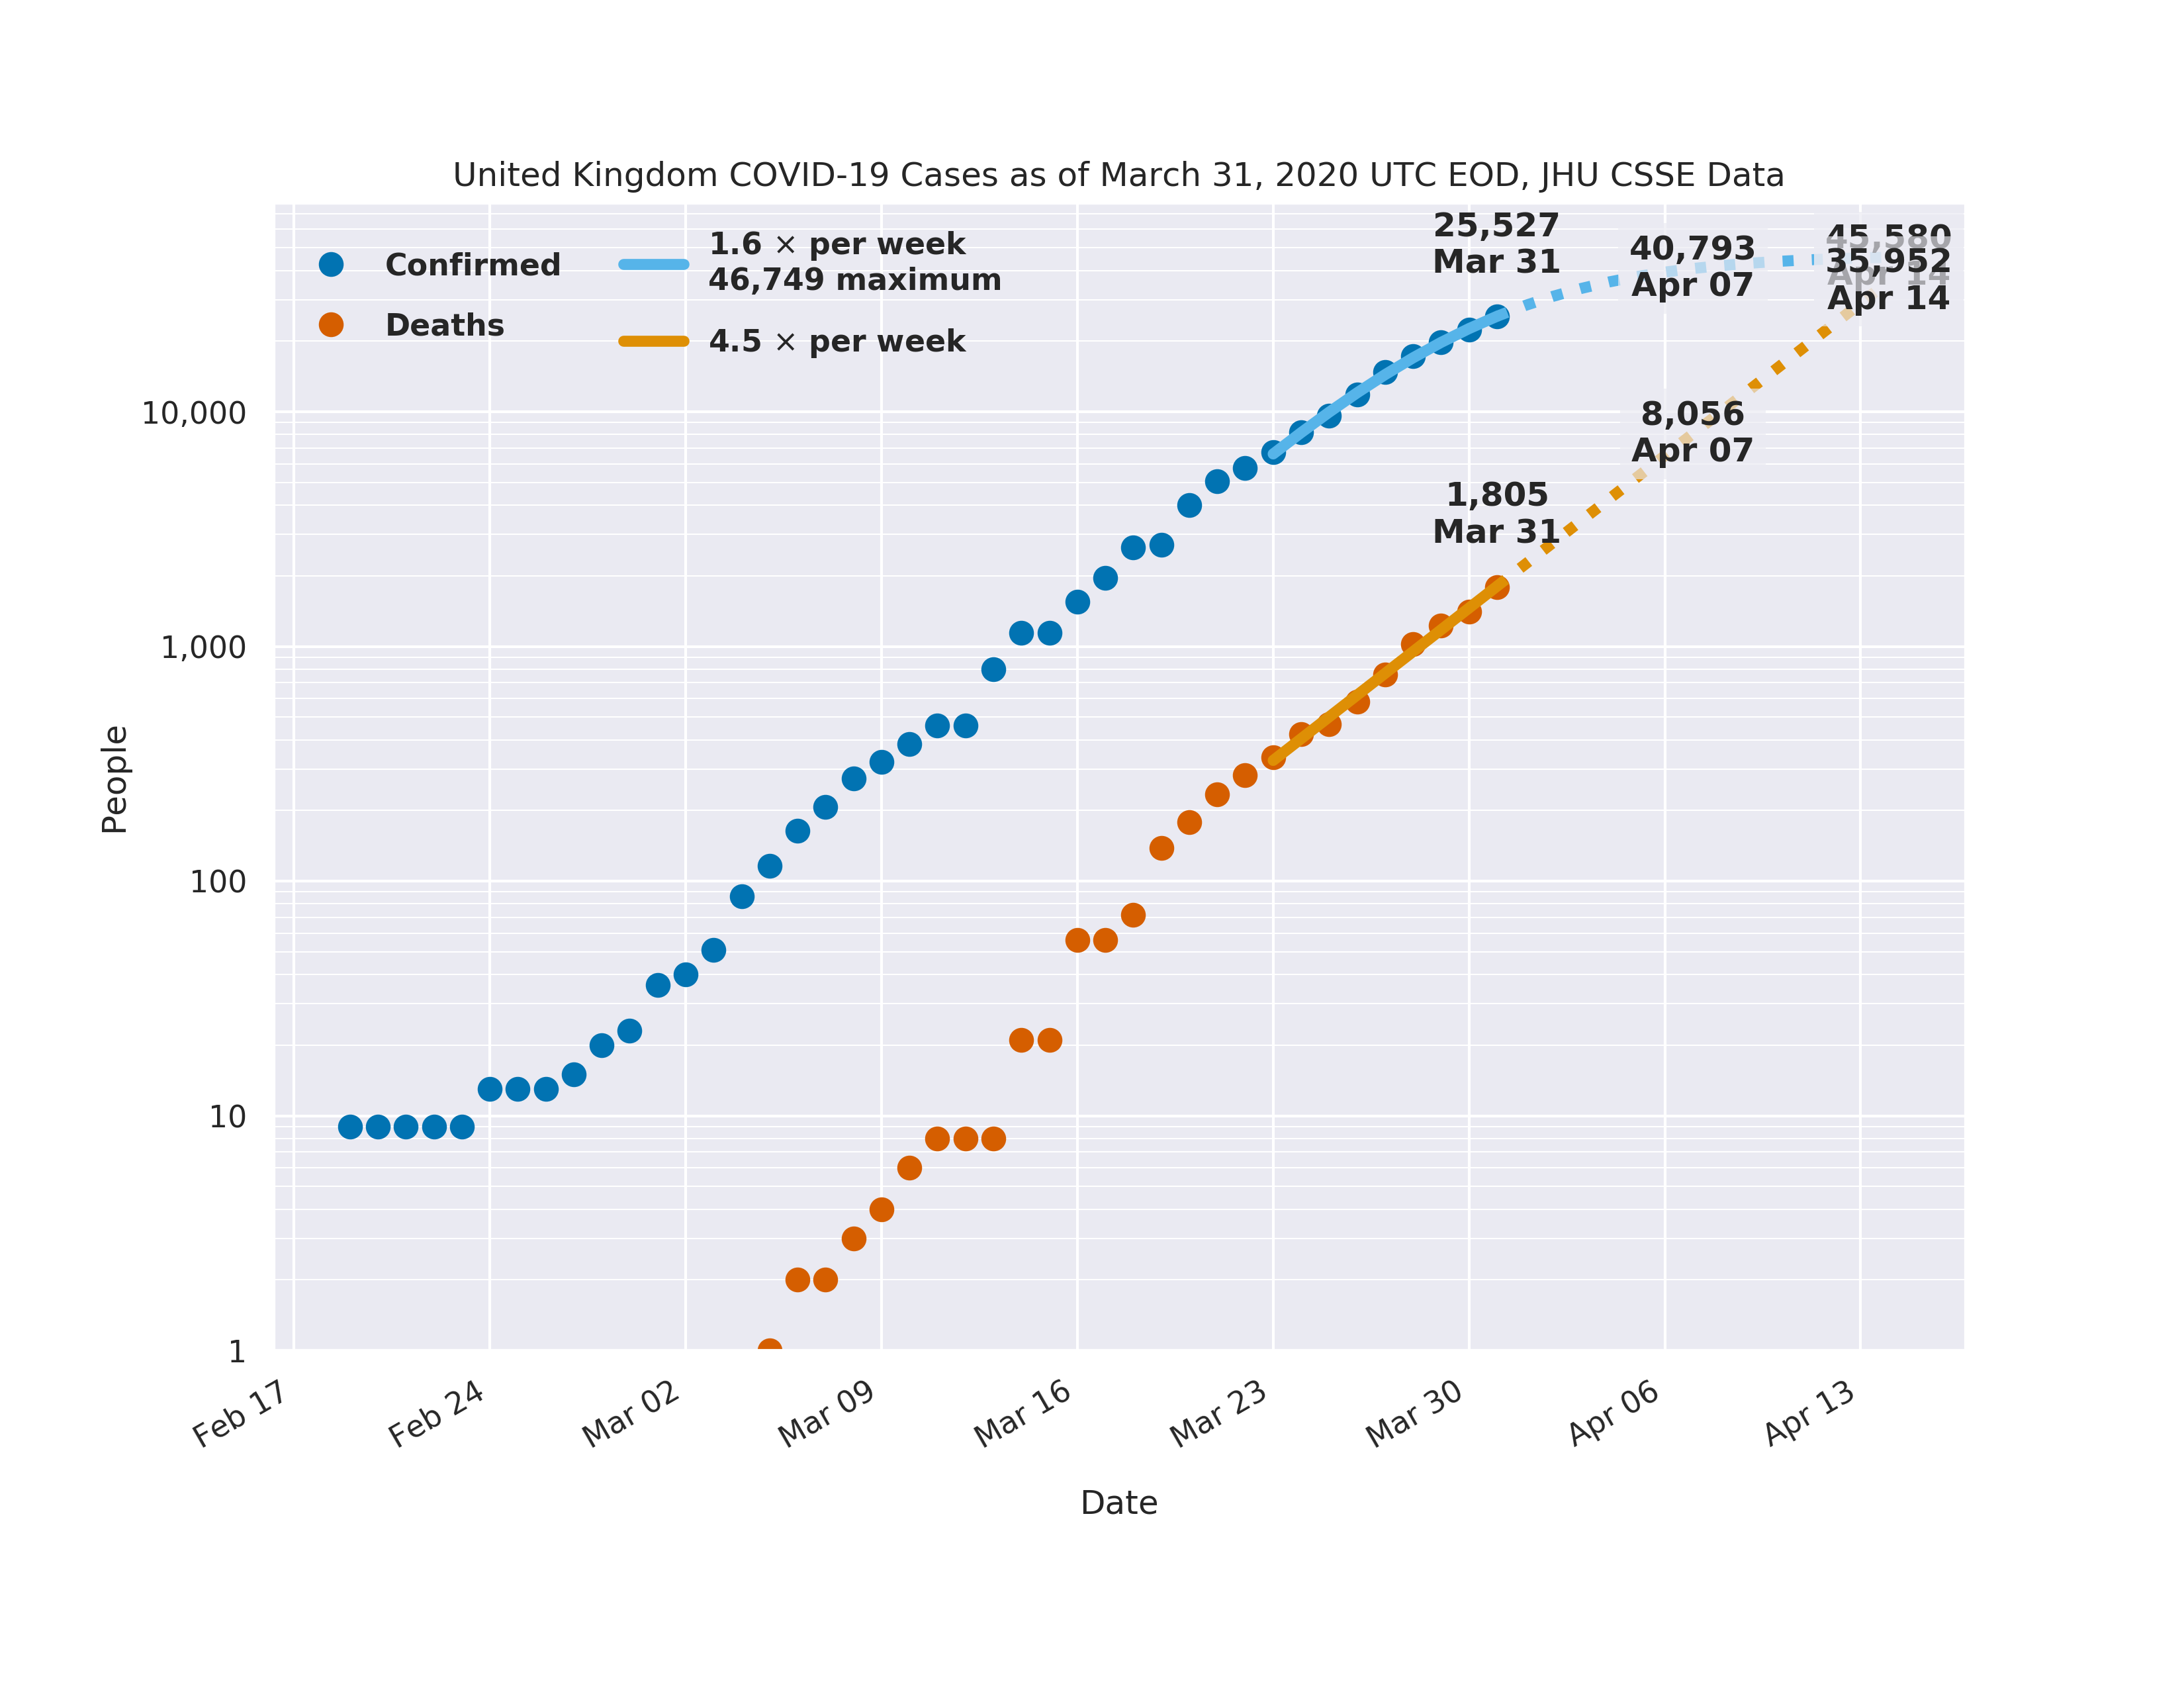 United Kingdom COVID-19 Cases as of March 31, 2020 UTC EOD, JHU CSSE Data
Confirmed
Deaths
1.6 × per week
46,749 maximum
4.5 × per week
25,527
Mar 31
40,793
Apr 07
45,580
Apr 14
35,952
Apr 14
8,056
Apr 07
1,805
Mar 31
People
10,000
1,000
100
10
1
Feb 17
Feb 24
Mar 02
Mar 09
Mar 16
Mar 23
Mar 30
Apr 06
Apr 13
Date